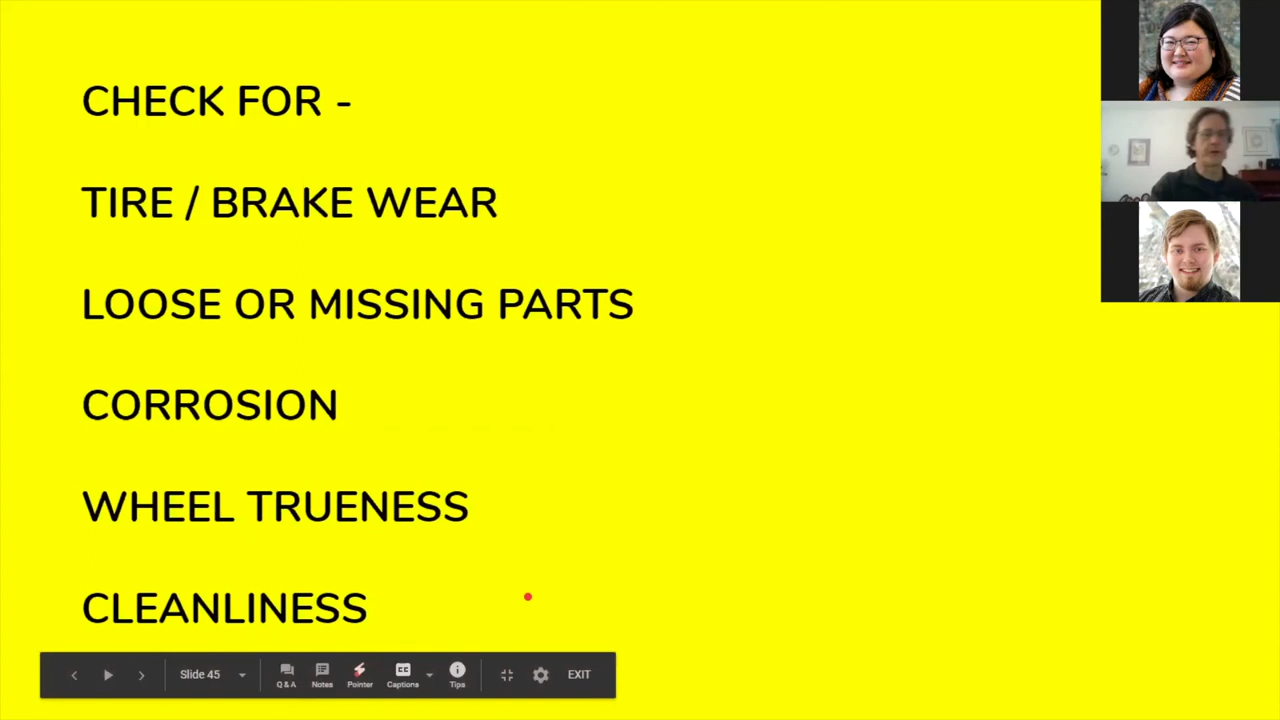 CHECK FOR -
TIRE / BRAKE WEAR
LOOSE OR MISSING PARTS
CORROSION
WHEEL TRUENESS
CLEANLINESS
Slide 45
Q & A
Notes
Pointer
CC
Captions
Tips
EXIT